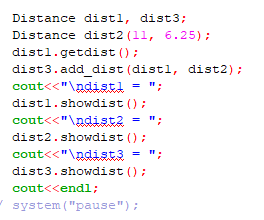 Distance dist1, dist3;
Distance dist2(11, 6.25);
dist1.getdist();
dist3.add_dist(dist1, dist2);
cout<<"\ndist1 = ";
dist1.showdist();
cout<<"\ndist2 = ";
dist2.showdist();
cout<<"\ndist3 = ";
dist3.showdist();
cout<<endl;
/ system("pause");